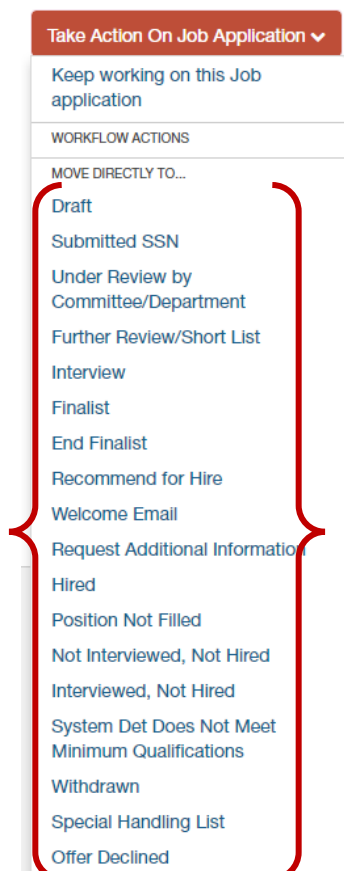 Take Action On Job Application
Keep working on this Job
application
WORKFLOW ACTIONS
MOVE DIRECTLY TO...
Draft
Submitted SSN
Under Review by
Committee/Department
Further Review/Short List
Interview
Finalist
End Finalist
Recommend for Hire
Welcome Email
Request Additional Information
Hired
Position Not Filled
Not Interviewed, Not Hired
Interviewed, Not Hired
System Det Does Not Meet
Minimum Qualifications
Withdrawn
Special Handling List
Offer Declined